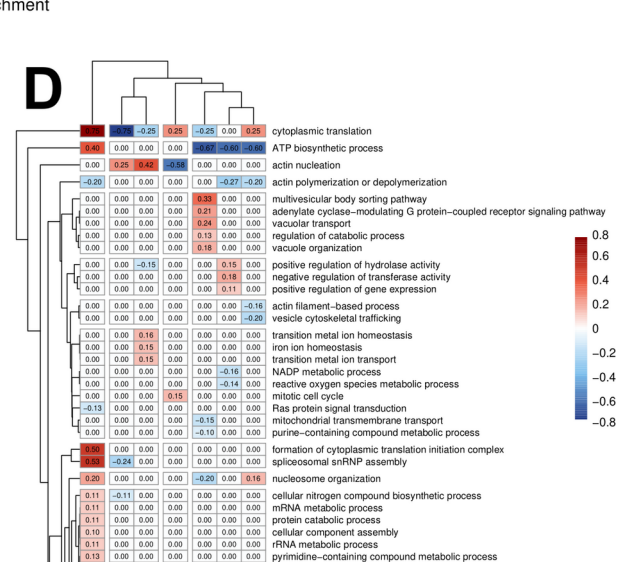 chment
D
0.75 −0.75 −0.25 0.25 −0.25 0.00 0.25 cytoplasmic translation
0.40 0.00 0.00 0.00 −0.67 −0.60 −0.60 ATP biosynthetic process
0.00 0.25 0.42 −0.58 0.00 0.00 0.00 actin nucleation
−0.20 0.00 0.00 0.00 0.00 −0.27 −0.20 actin polymerization or depolymerization
0.00 0.00 0.00 0.00 0.33 0.00 0.00 multivesicular body sorting pathway
0.00 0.00 0.00 0.00 0.21 0.00 0.00 adenylate cyclase−modulating G protein−coupled receptor signaling pathway
0.00 0.00 0.00 0.00 0.24 0.00 0.00 vacuolar transport
0.00 0.00 0.00 0.00 0.13 0.00 0.00 regulation of catabolic process
0.00 0.00 0.00 0.00 0.18 0.00 0.00 vacuole organization
0.00 0.00 −0.15 0.00 0.00 0.15 0.00 positive regulation of hydrolase activity
0.00 0.00 0.00 0.00 0.00 0.18 0.00 negative regulation of transferase activity
0.00 0.00 0.00 0.00 0.00 0.11 0.00 positive regulation of gene expression
0.00 0.00 0.00 0.00 0.00 0.00 −0.16 actin filament−based process
0.00 0.00 0.00 0.00 0.00 0.00 −0.20 vesicle cytoskeletal trafficking
0.00 0.00 0.16 0.00 0.00 0.00 0.00 transition metal ion homeostasis
0.00 0.00 0.15 0.00 0.00 0.00 0.00 iron ion homeostasis
0.00 0.00 0.15 0.00 0.00 0.00 0.00 transition metal ion transport
0.00 0.00 0.00 0.00 0.00 −0.16 0.00 NADP metabolic process
0.00 0.00 0.00 0.00 0.00 −0.14 0.00 reactive oxygen species metabolic process
0.00 0.00 0.00 0.15 0.00 0.00 0.00 mitotic cell cycle
−0.13 0.00 0.00 0.00 0.00 0.00 0.00 Ras protein signal transduction
0.00 0.00 0.00 0.00 −0.15 0.00 0.00 mitochondrial transmembrane transport
0.00 0.00 0.00 0.00 −0.10 0.00 0.00 purine−containing compound metabolic process
0.50 0.00 0.00 0.00 0.00 0.00 0.00 formation of cytoplasmic translation initiation complex
0.53 −0.24 0.00 0.00 0.00 0.00 0.00 spliceosomal snRNP assembly
0.20 0.00 0.00 0.00 −0.20 0.00 0.16 nucleosome organization
0.11 −0.11 0.00 0.00 0.00 0.00 0.00 cellular nitrogen compound biosynthetic process
0.11 0.00 0.00 0.00 0.00 0.00 0.00 mRNA metabolic process
0.11 0.00 0.00 0.00 0.00 0.00 0.00 protein catabolic process
0.10 0.00 0.00 0.00 0.00 0.00 0.00 cellular component assembly
0.11 0.00 0.00 0.00 0.00 0.00 0.00 rRNA metabolic process
0.13 0.00 0.00 0.00 0.00 0.00 0.00 pyrimidine−containing compound metabolic process
0.8
0.6
0.4
0.2
0
−0.2
−0.4
−0.6
−0.8